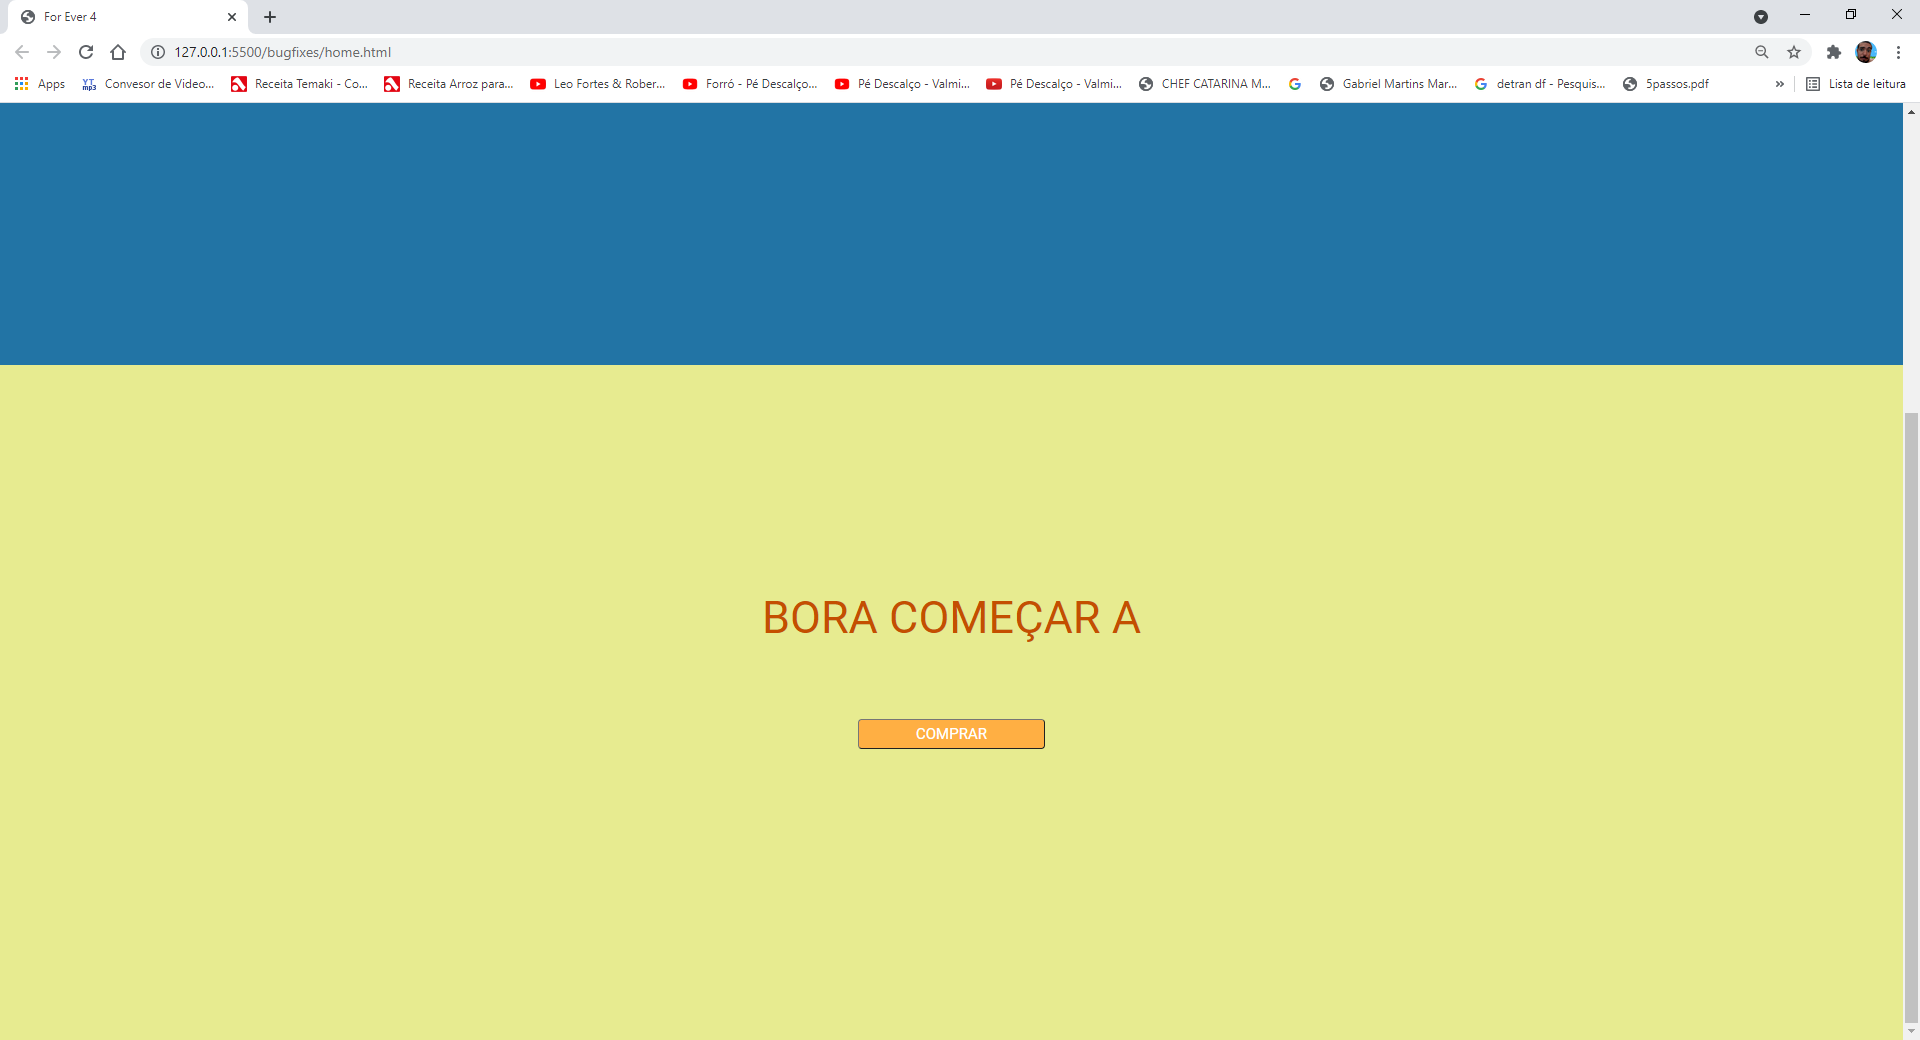 For Ever 4
127.0.0.1:5500/bugfixes/home.html
Apps YT mp3 Convesor de Video... Receita Temaki - Co... Receita Arroz para... Leo Fortes & Rober... Forró - Pé Descalço... Pé Descalço - Valmi... Pé Descalço - Valmi... CHEF CATARINA M... Gabriel Martins Mar... detran df - Pesquis... 5passos.pdf » Lista de leitura
BORA COMEÇAR A
COMPRAR